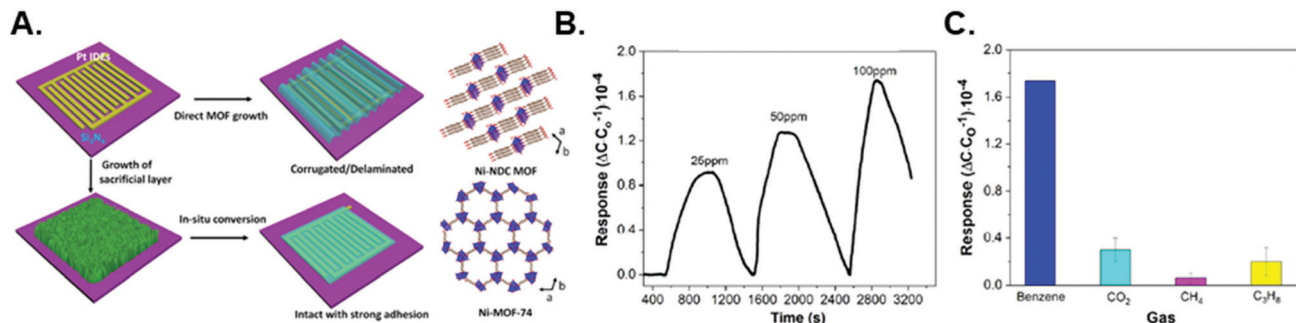 A.
Pt IDEs
Si₃N₄
Direct MOF growth
Corrugated/Delaminated
Growth of
sacrificial layer
In-situ conversion
Intact with strong adhesion
a
b
Ni-NDC MOF
b
a
Ni-MOF-74
B.
Response (ΔC·C₀⁻¹)·10⁻⁴
2.0
1.6
1.2
0.8
0.4
0.0
25ppm
50ppm
100ppm
400 800 1200 1600 2000 2400 2800 3200
Time (s)
C.
Response (ΔC·C₀⁻¹)·10⁻⁴
2.0
1.6
1.2
0.8
0.4
0.0
Benzene CO₂ CH₄ C₃H₈
Gas